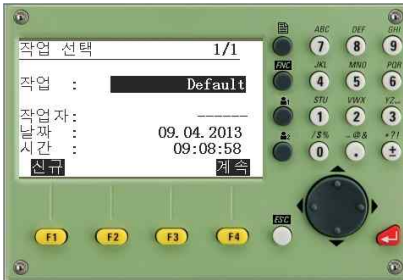 작업 선택 1/1
작업 : Default
작업자: ------
날짜 : 09.04.2013
시간 : 09:08:58
신규 계속
F1 F2 F3 F4
ABC DEF GHI
7 8 9
FNC JKL MNO PQR
4 5 6
1 STU VWX YZ
1 2 3
2 /$% _@& *?!
0 . ±
ESC